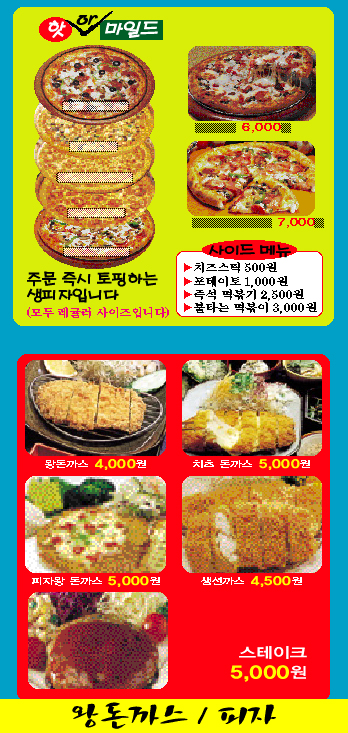 핫 or 마일드
6,000
7,000
사이드 메뉴
▶치즈스틱 500원
▶포테이토 1,000원
▶즉석 떡볶기 2,500원
▶불타는 떡볶이 3,000원
주문 즉시 토핑하는
생피자입니다
(모두 레귤러 사이즈입니다)
왕돈까스 4,000원
치츠 돈까스 5,000원
피자랑 돈까스 5,000원
생선까스 4,500원
스테이크
5,000원
왕돈까스 / 피자